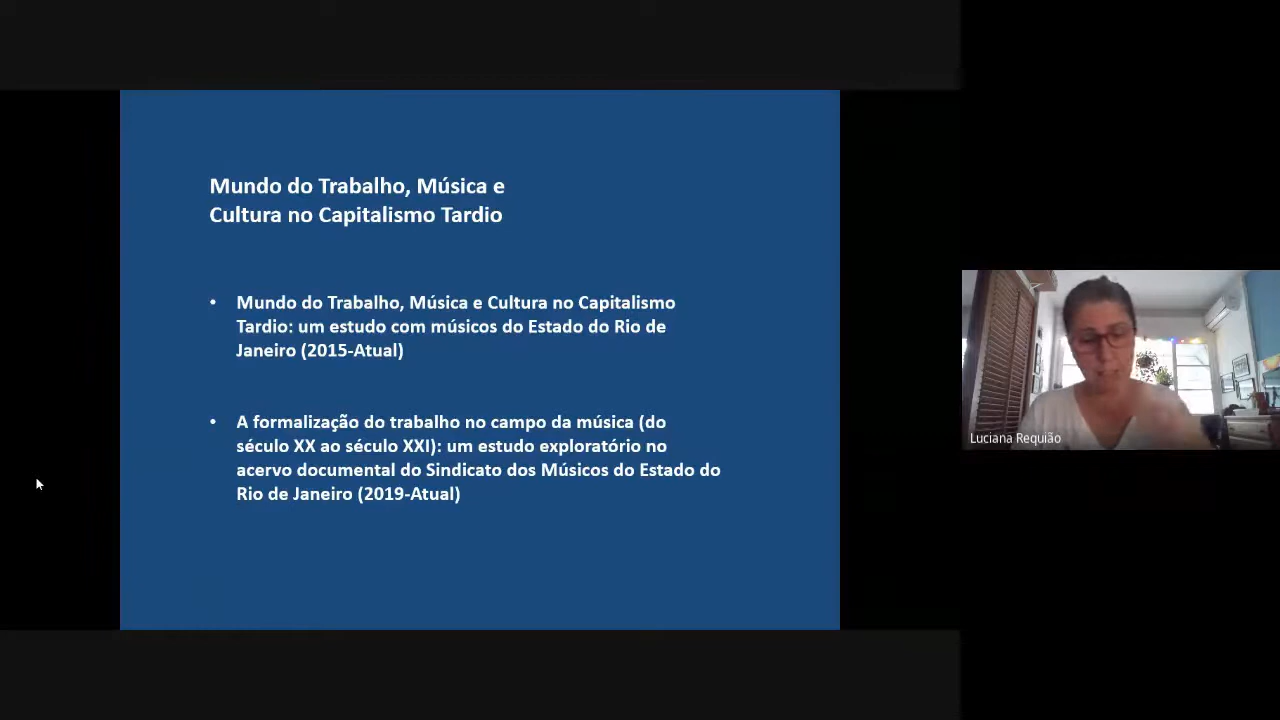 Mundo do Trabalho, Música e
Cultura no Capitalismo Tardio
• Mundo do Trabalho, Música e Cultura no Capitalismo
Tardio: um estudo com músicos do Estado do Rio de
Janeiro (2015-Atual)
• A formalização do trabalho no campo da música (do
século XX ao século XXI): um estudo exploratório no
acervo documental do Sindicato dos Músicos do Estado do
Rio de Janeiro (2019-Atual)
Luciana Requião